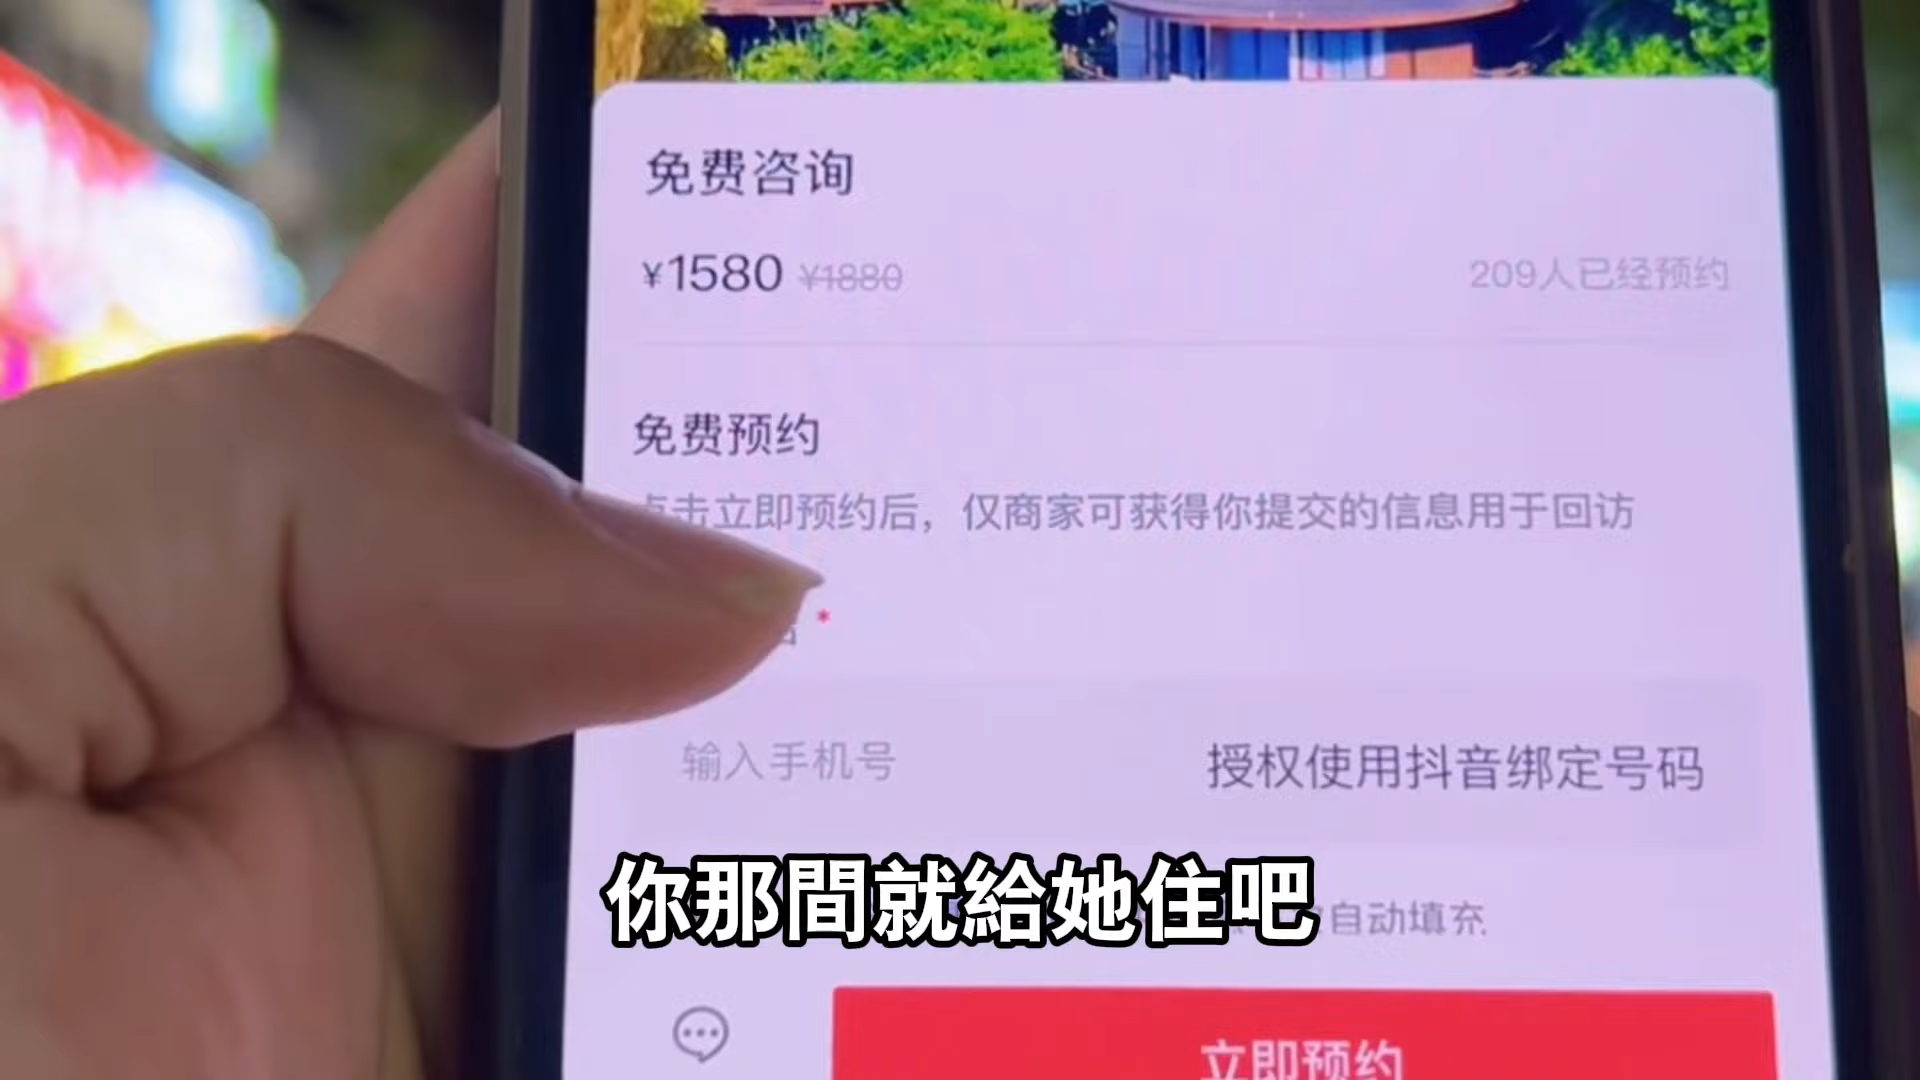 免费咨询
¥1580 ¥1880
209人已经预约
免费预约
击立即预约后，仅商家可获得你提交的信息用于回访
*
输入手机号
授权使用抖音绑定号码
自动填充
你那間就給她住吧
立即预约